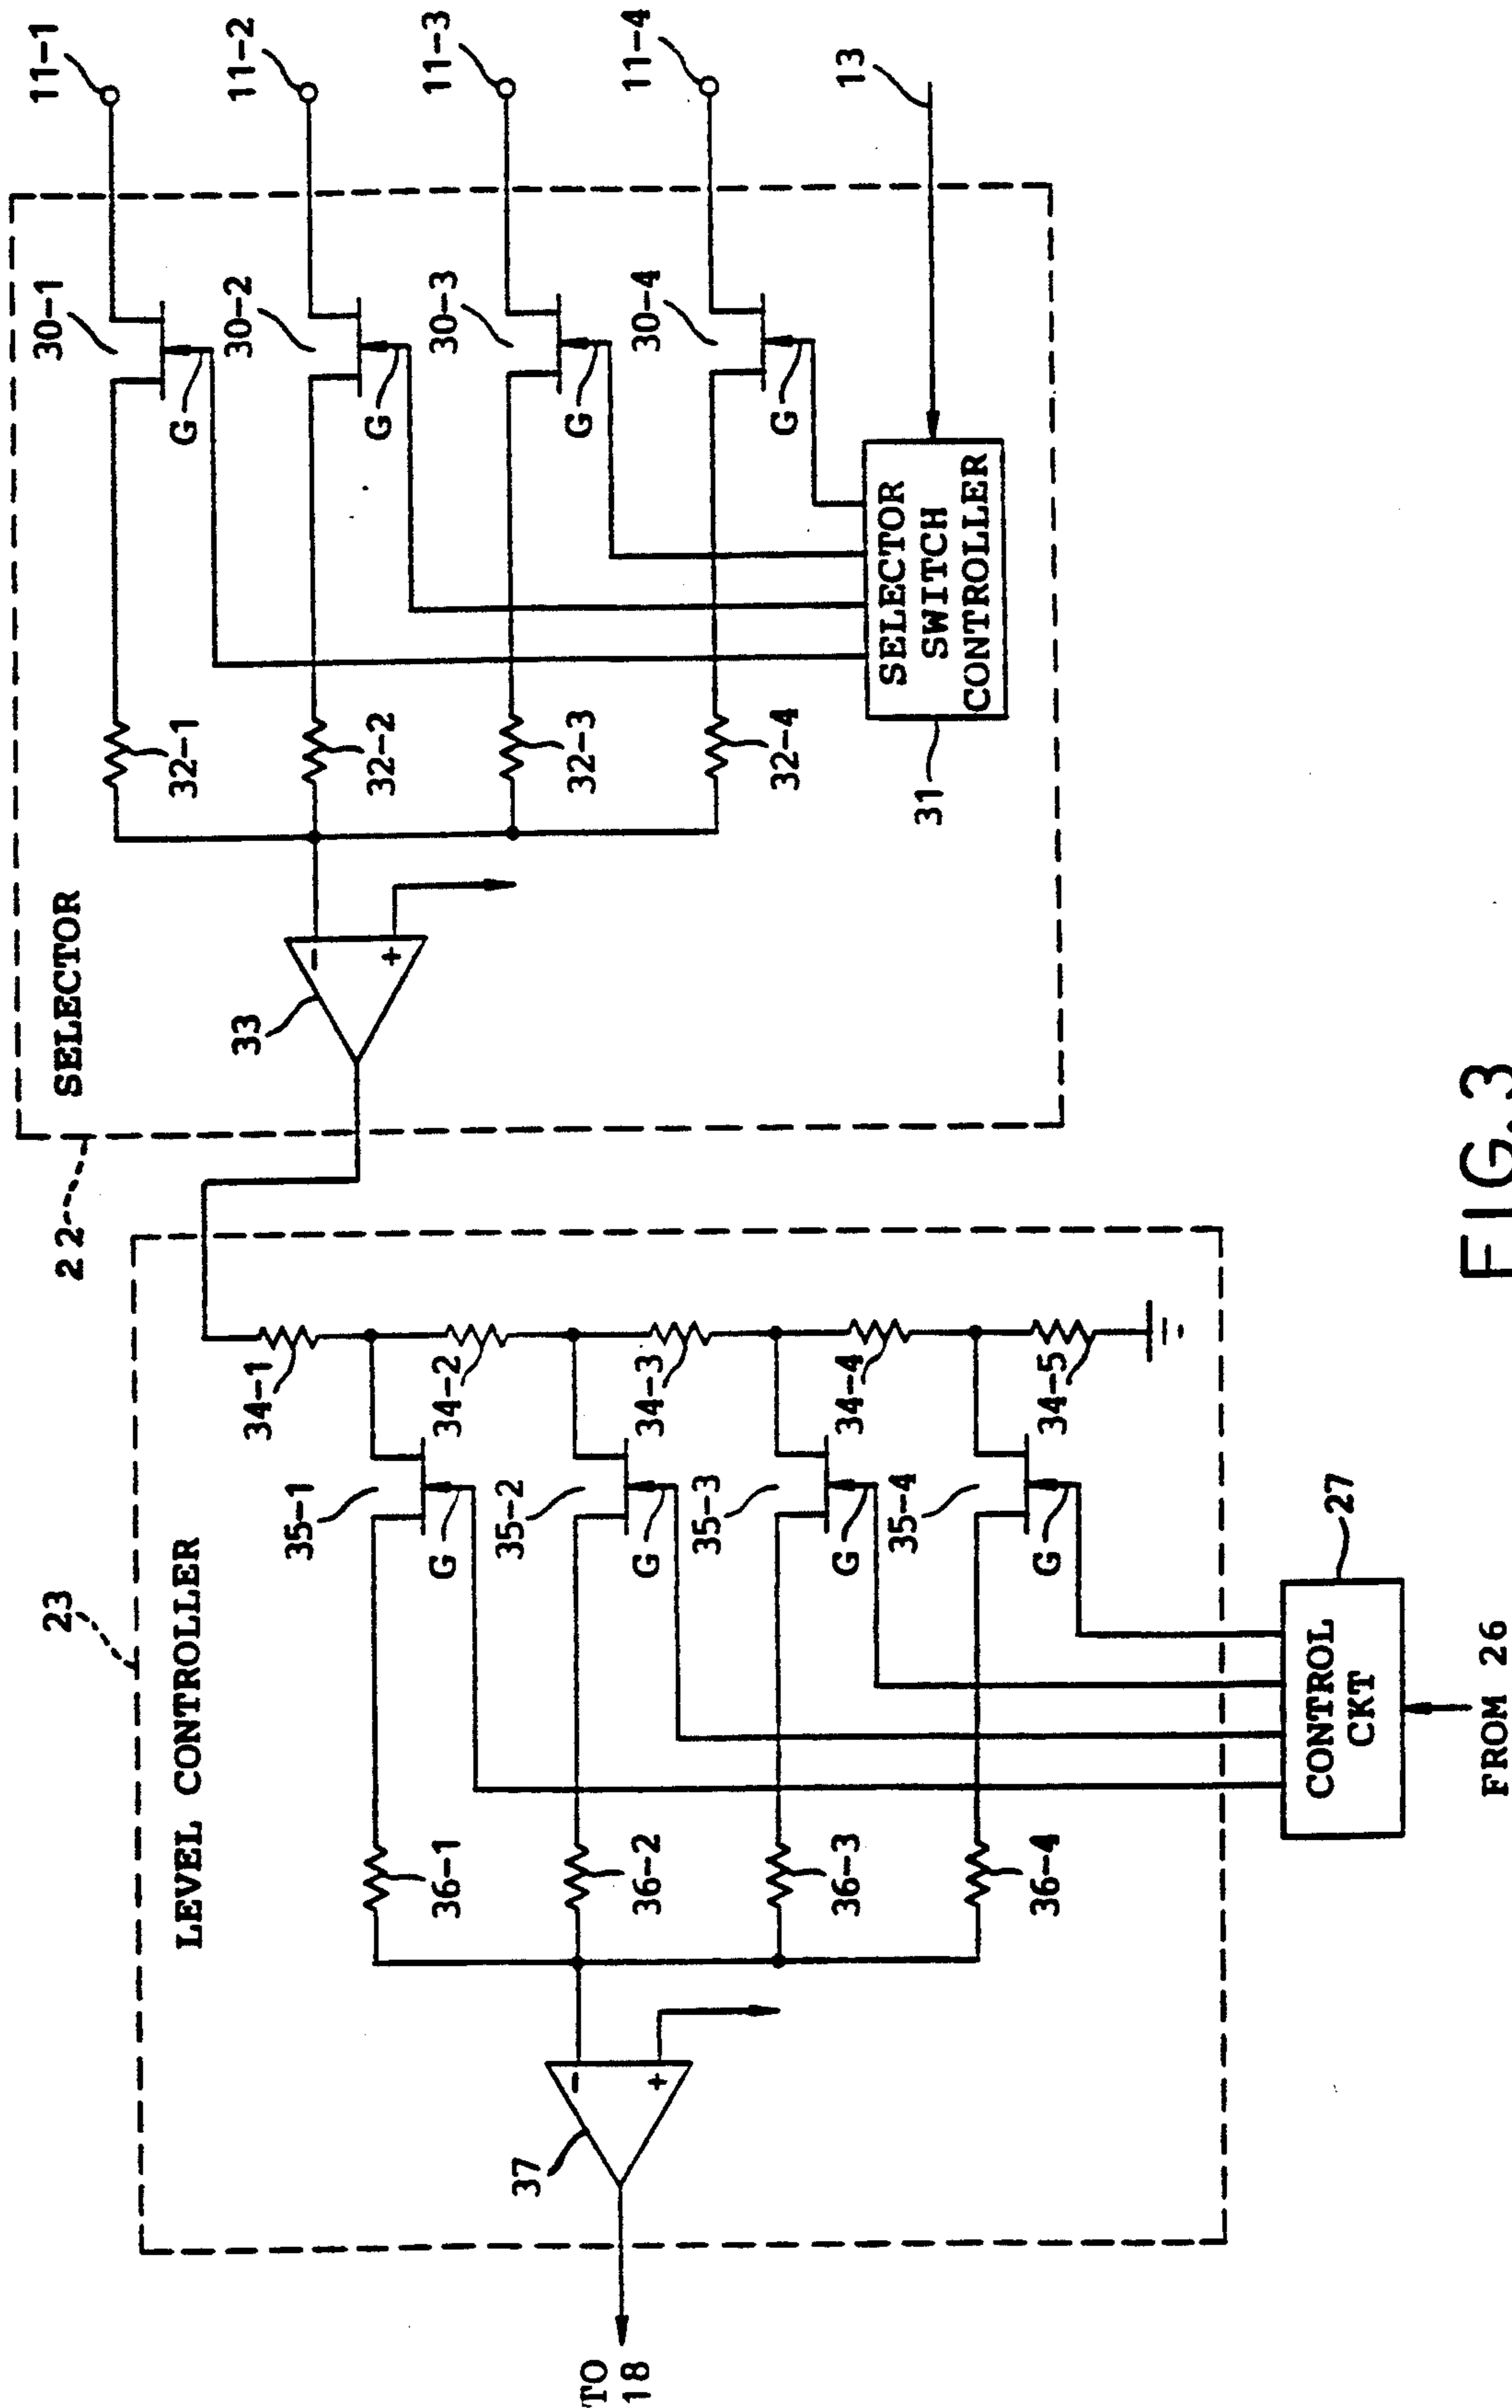 11-1
11-2
11-3
11-4
13
30-1
30-2
30-3
30-4
G
G
G
G
SELECTOR
SWITCH
CONTROLLER
31
32-1
32-2
32-3
32-4
33
-
+
SELECTOR
22
23
LEVEL CONTROLLER
34-1
34-2
34-3
34-4
34-5
35-1
35-2
35-3
35-4
G
G
G
G
36-1
36-2
36-3
36-4
37
-
+
CONTROL
CKT
27
FROM 26
TO
18
FIG.3